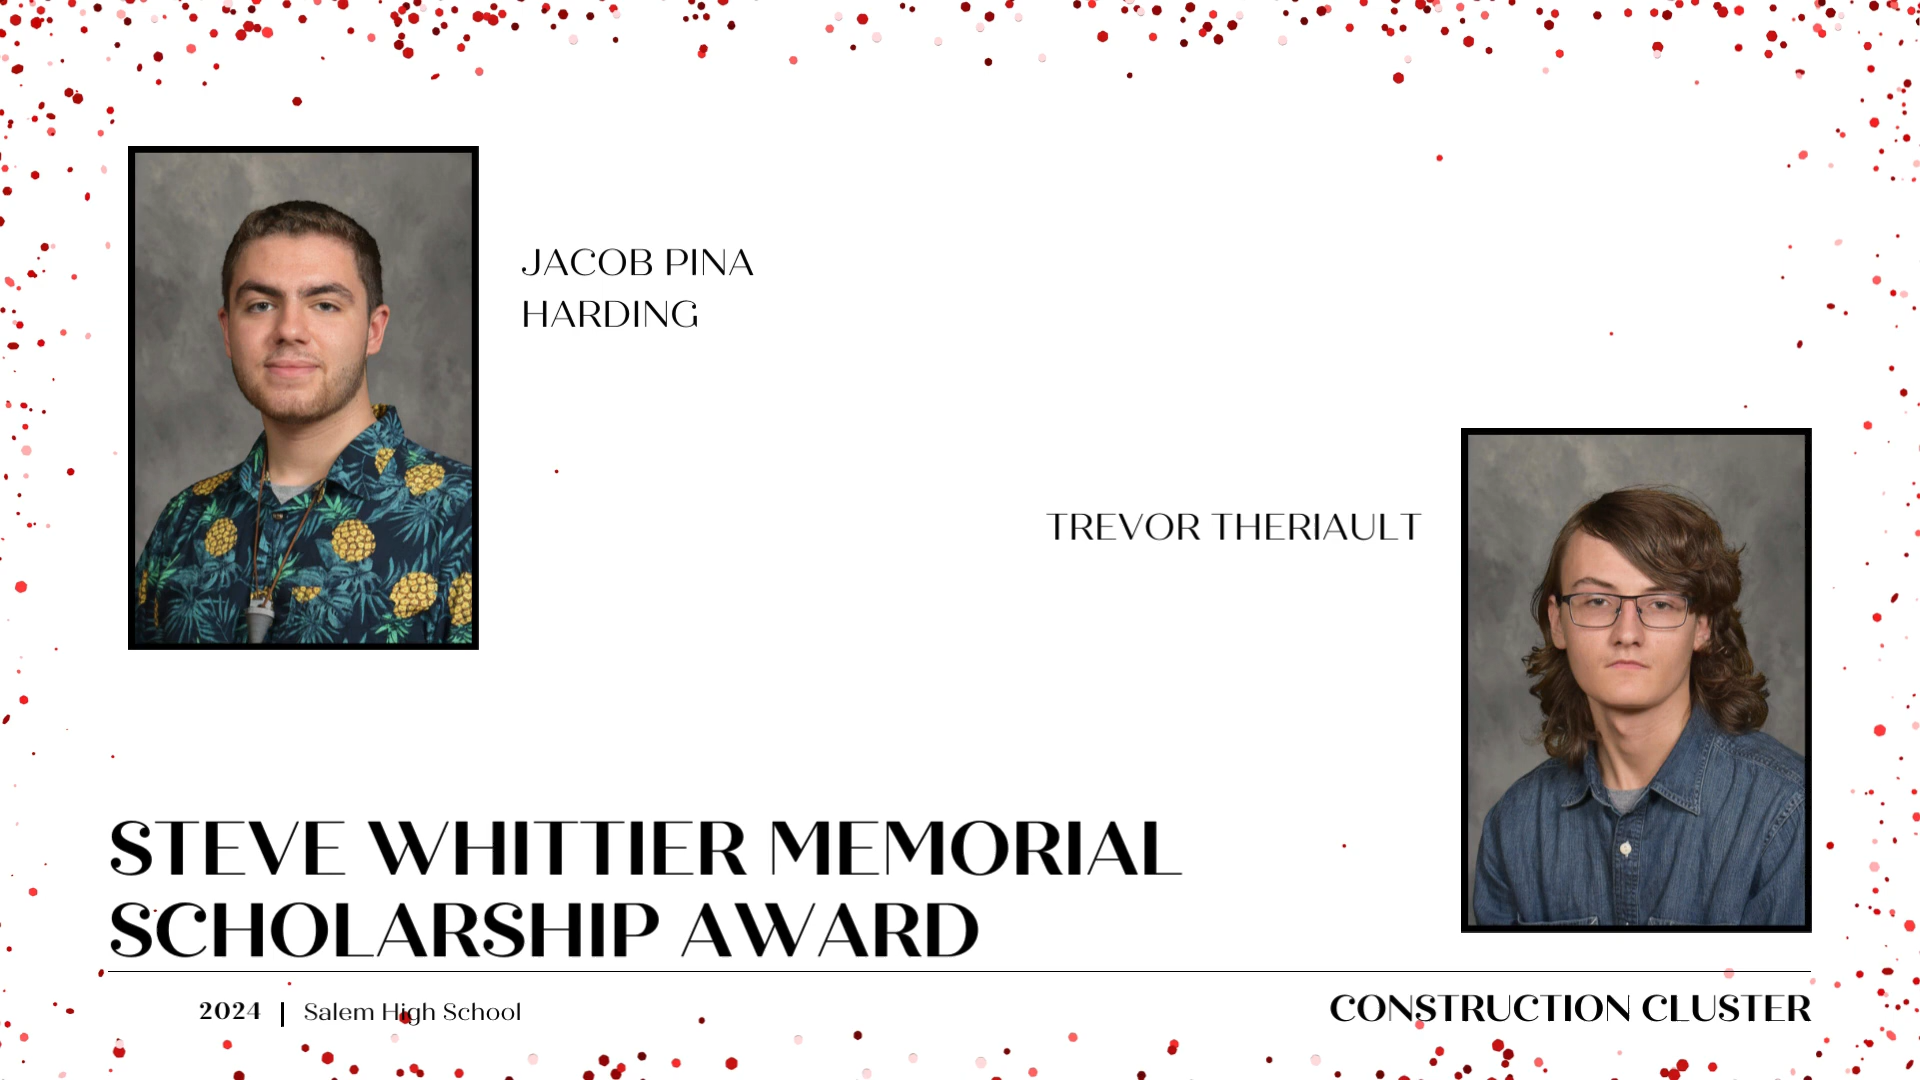 JACOB PINA
HARDING
TREVOR THERIAULT
STEVE WHITTIER MEMORIAL
SCHOLARSHIP AWARD
2024 | Salem High School
CONSTRUCTION CLUSTER